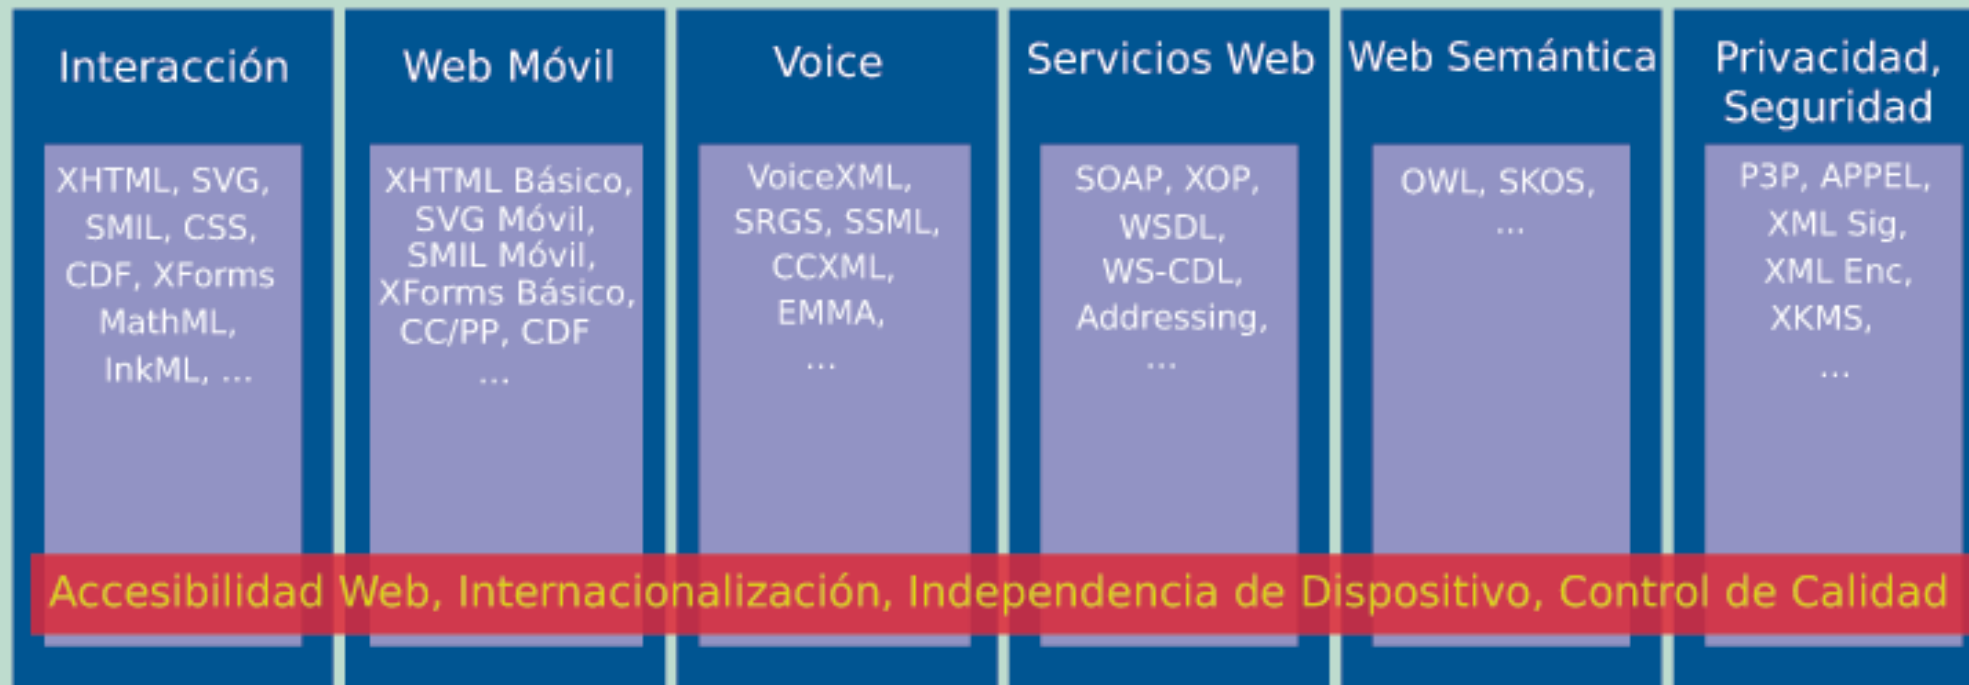 Interacción
XHTML, SVG,
SMIL, CSS,
CDF, XForms
MathML,
InkML, ...
Web Móvil
XHTML Básico,
SVG Móvil,
SMIL Móvil,
XForms Básico,
CC/PP, CDF
...
Voice
VoiceXML,
SRGS, SSML,
CCXML,
EMMA,
...
Servicios Web
SOAP, XOP,
WSDL,
WS-CDL,
Addressing,
...
Web Semántica
OWL, SKOS,
...
Privacidad,
Seguridad
P3P, APPEL,
XML Sig,
XML Enc,
XKMS,
...
Accesibilidad Web, Internacionalización, Independencia de Dispositivo, Control de Calidad